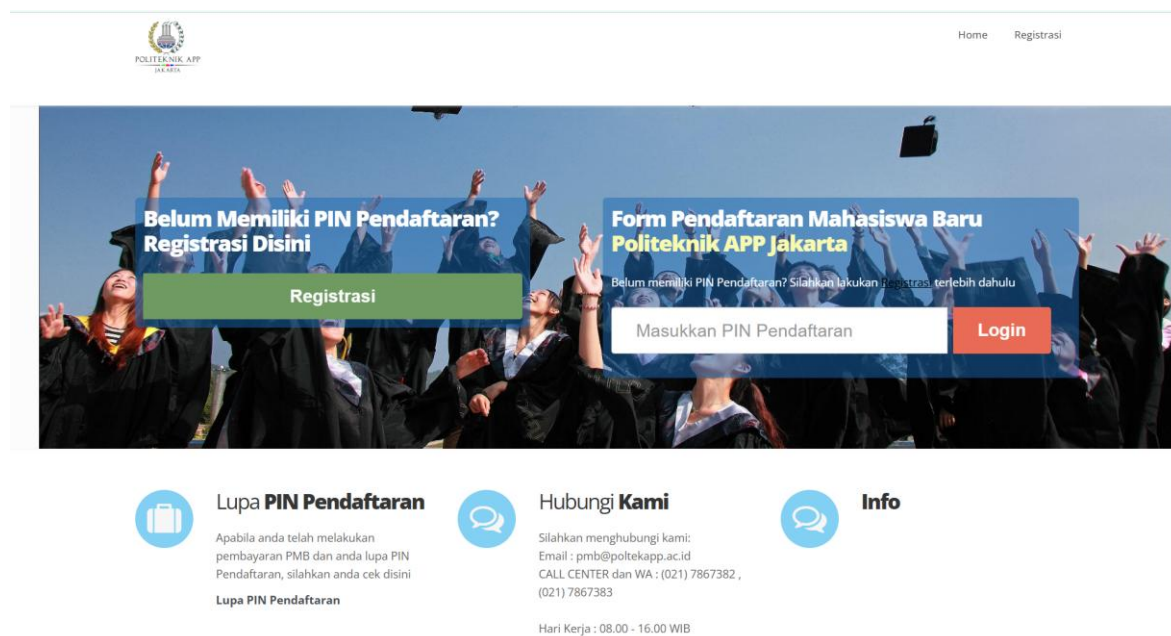 POLITEKNIK APP
JAKARTA
Home
Registrasi
Belum Memiliki PIN Pendaftaran?
Registrasi Disini
Registrasi
Form Pendaftaran Mahasiswa Baru
Politeknik APP Jakarta
Belum memiliki PIN Pendaftaran? Silahkan lakukan Registrasi terlebih dahulu
Masukkan PIN Pendaftaran
Login
Lupa PIN Pendaftaran
Apabila anda telah melakukan
pembayaran PMB dan anda lupa PIN
Pendaftaran, silahkan anda cek disini
Lupa PIN Pendaftaran
Hubungi Kami
Silahkan menghubungi kami:
Email : pmb@poltekapp.ac.id
CALL CENTER dan WA : (021) 7867382 ,
(021) 7867383
Hari Kerja : 08.00 - 16.00 WIB
Info